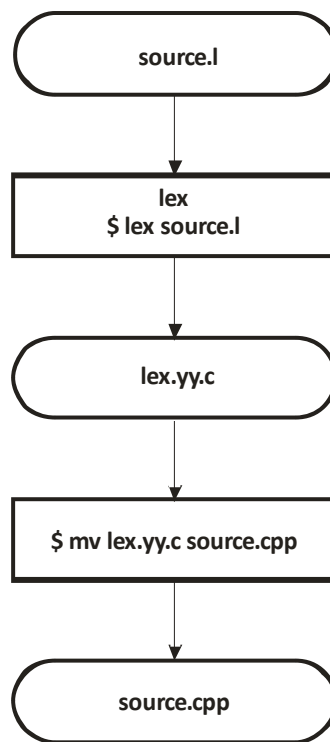 source.l
lex
$ lex source.l
lex.yy.c
$ mv lex.yy.c source.cpp
source.cpp